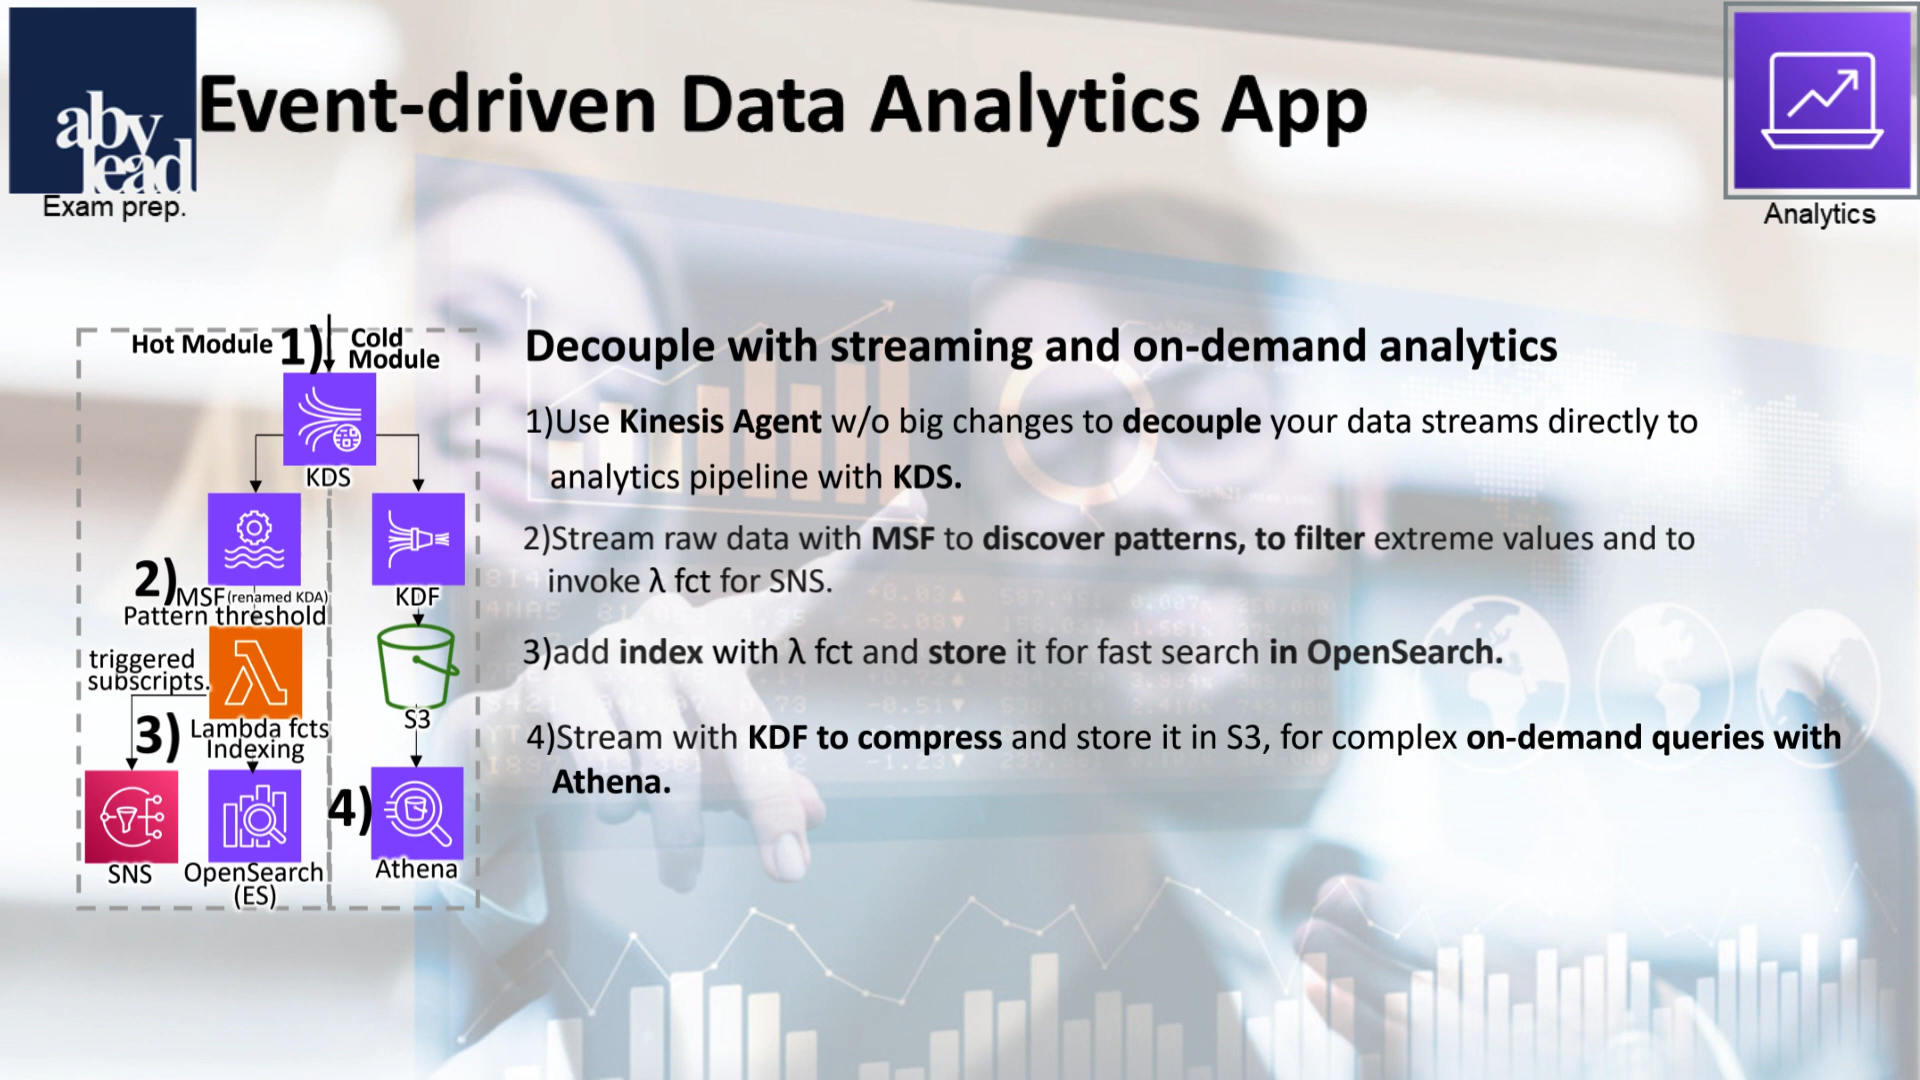 aby
lead
Exam prep.
Event-driven Data Analytics App
Analytics
Hot Module
1)
Cold
Module
KDS
2)
MSF(renamed KDA)
Pattern threshold
KDF
triggered
subscripts.
3)
Lambda fcts
Indexing
S3
4)
SNS
OpenSearch
(ES)
Athena
Decouple with streaming and on-demand analytics
1)Use Kinesis Agent w/o big changes to decouple your data streams directly to
analytics pipeline with KDS.
2)Stream raw data with MSF to discover patterns, to filter extreme values and to
invoke λ fct for SNS.
3)add index with λ fct and store it for fast search in OpenSearch.
4)Stream with KDF to compress and store it in S3, for complex on-demand queries with
Athena.